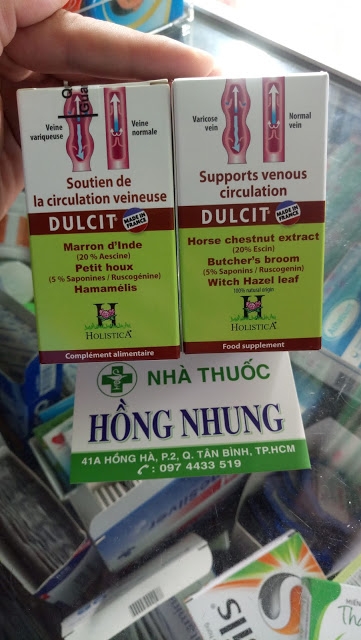 Veine
variqueuse
Veine
normale
Soutien de
la circulation veineuse
DULCIT
MADE IN
FRANCE
Marron d'Inde
(20 % Aescine)
Petit houx
(5 % Saponins / Ruscogénine)
Hamamélis
H
HOLISTICA
Complément alimentaire
Varicose
vein
Normal
vein
Supports venous
circulation
DULCIT
MADE IN
FRANCE
Horse chestnut extract
(20% Escin)
Butcher's broom
(5% Saponins / Ruscogenin)
Witch Hazel leaf
100% natural origin
H
HOLISTICA
Food supplement
NHÀ THUỐC
HỒNG NHUNG
41A HỒNG HÀ, P.2, Q. TÂN BÌNH, TP.HCM
: 097 4433 519